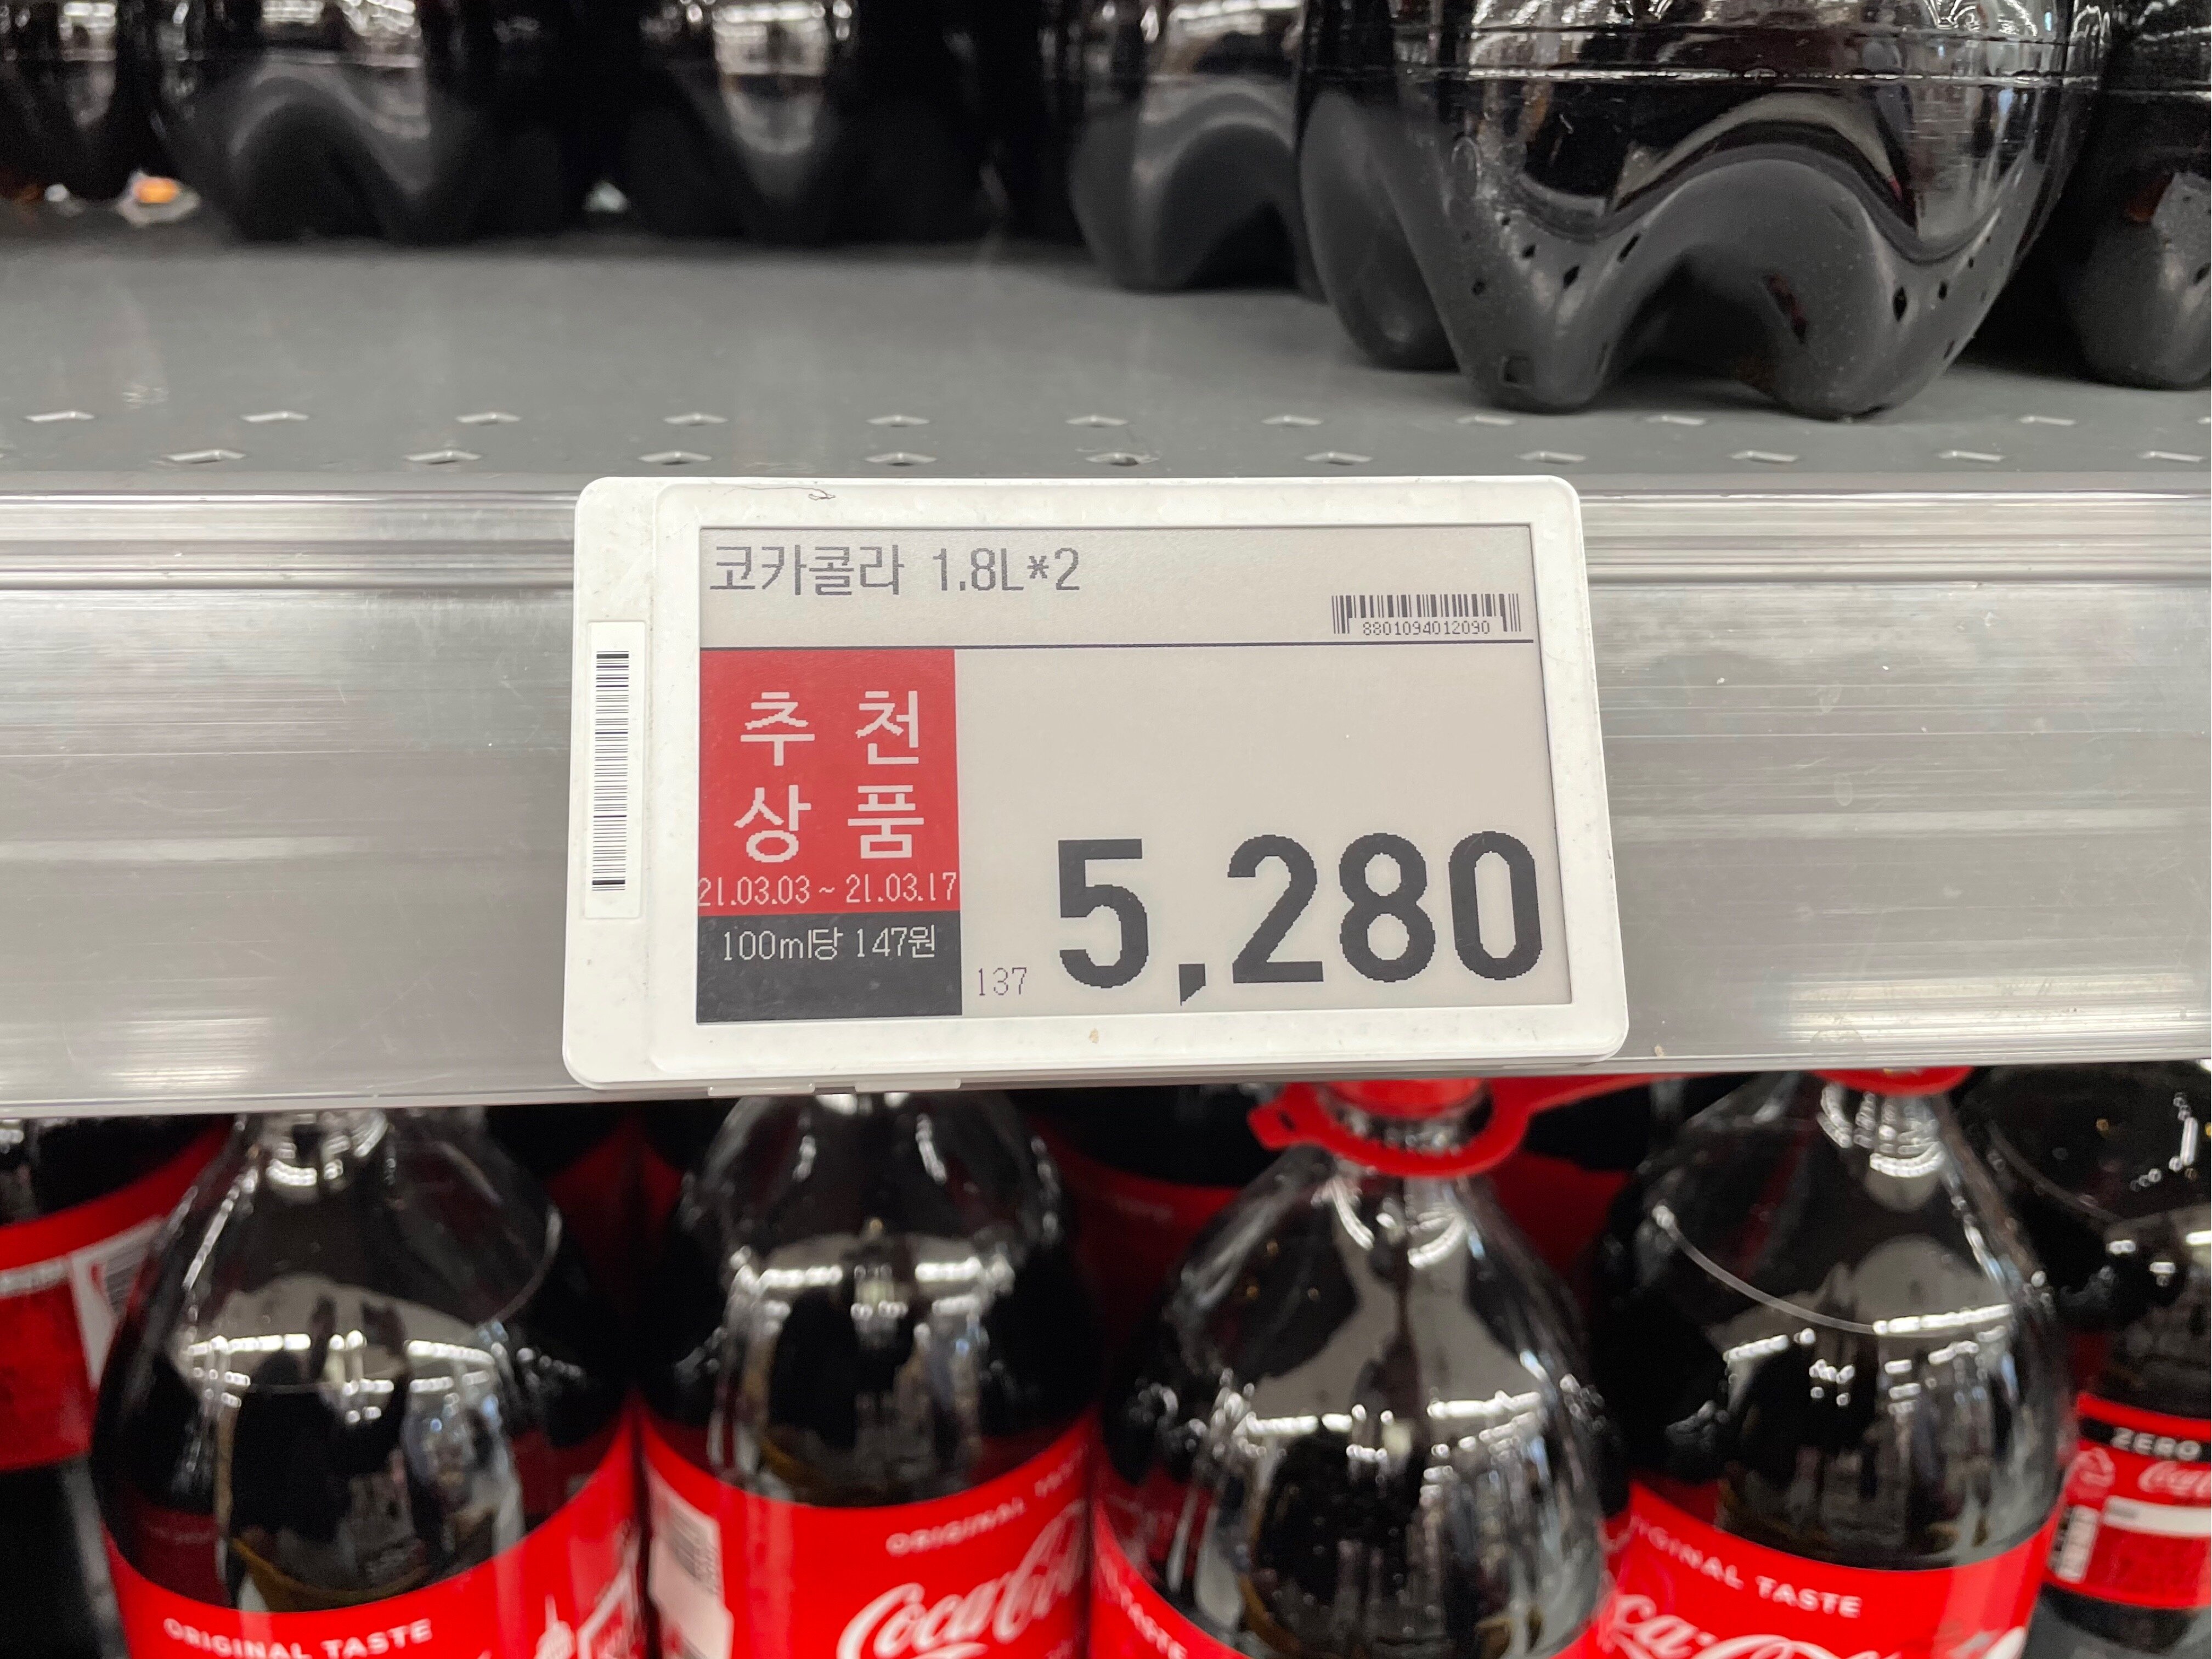 코카콜라 1.8L*2
8801094012090
추 천
상 품
21.03.03 ~ 21.03.17
100ml당 147원
137
5,280
ORIGINAL TASTE
ORIGINAL
Coca-Cola
TASTE
ORIGINAL TASTE
ZERO